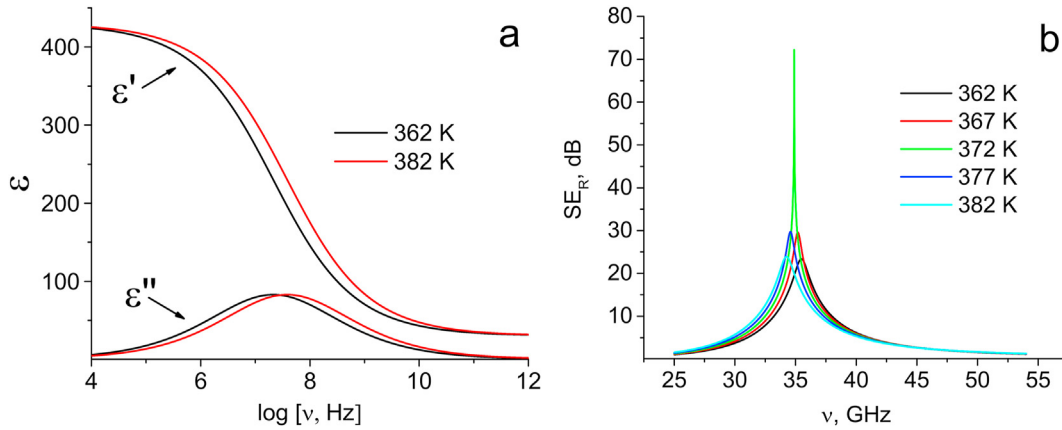 a
400
300
200
100
ε
ε'
ε"
362 K
382 K
4
6
8
10
12
log [ν, Hz]
b
80
70
60
50
40
30
20
10
SE_R, dB
362 K
367 K
372 K
377 K
382 K
25
30
35
40
45
50
55
ν, GHz